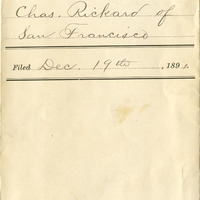 Chas. Rickard of
San Francisco
Filed Dec. 19th, 189